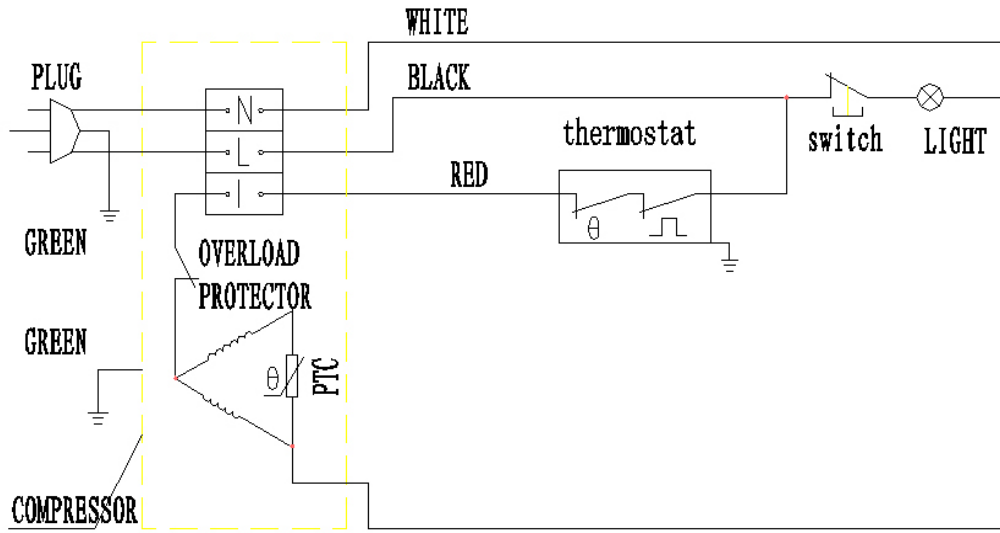 WHITE
PLUG
BLACK
N
thermostat
switch
LIGHT
L
RED
I
θ
GREEN
OVERLOAD
PROTECTOR
GREEN
θ
PTC
COMPRESSOR